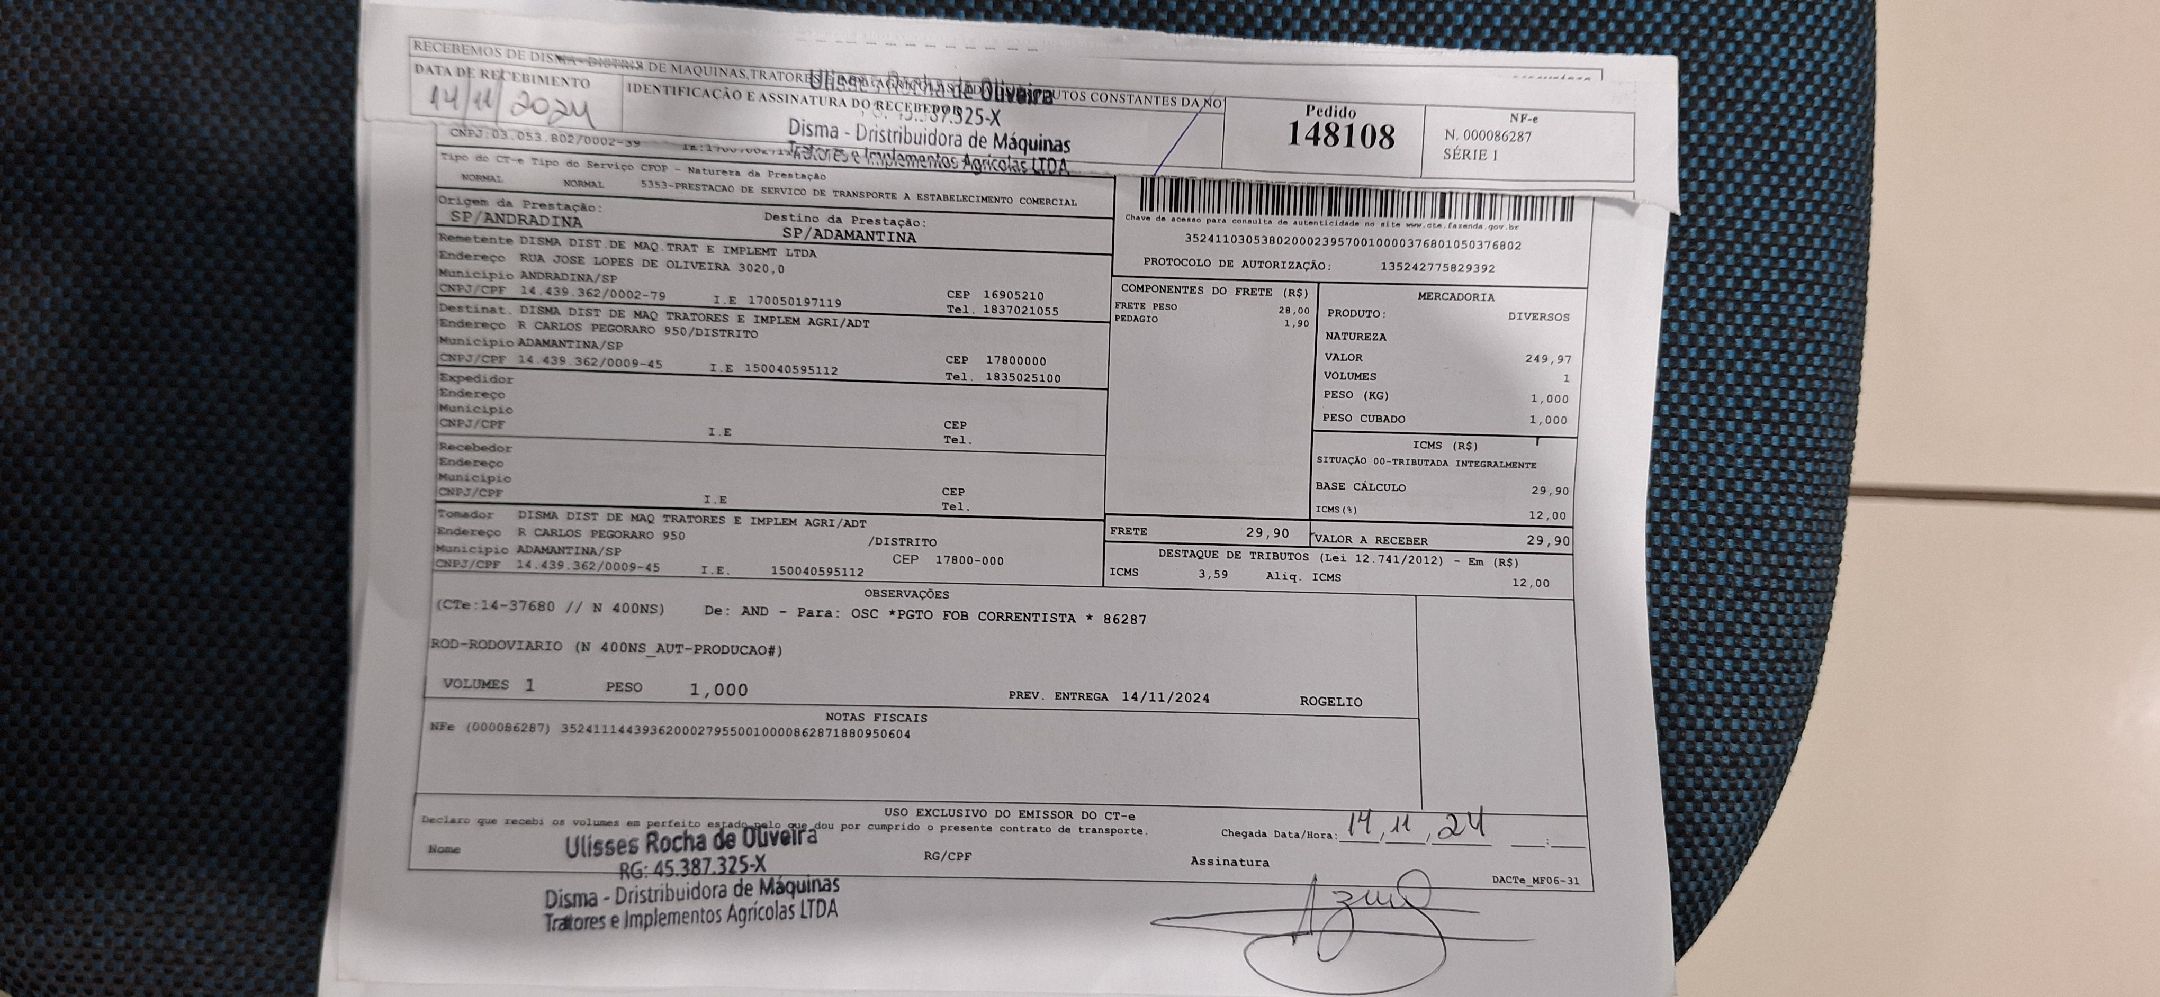 RECEBEMOS DE DISMA - DISTRIB DE MAQUINAS,TRATORES
UTOS CONSTANTES DA NO
DATA DE RECEBIMENTO
14/11/2024
IDENTIFICAÇÃO E ASSINATURA DO RECEBEDOR
Ulisses Rocha de Oliveira
45.387.325-X
Disma - Dristribuidora de Máquinas
Tratores e Implementos Agrícolas LTDA
Pedido
148108
NF-e
N. 000086287
SÉRIE 1
CNPJ:03.053.802/0002-39
Tipo do CT-e Tipo do Serviço CFOP - Natureza da Prestação
NORMAL NORMAL 5353-PRESTACAO DE SERVICO DE TRANSPORTE A ESTABELECIMENTO COMERCIAL
Origem da Prestação:
SP/ANDRADINA
Destino da Prestação:
SP/ADAMANTINA
Chave de acesso para consulta de autenticidade no site www.cte.fazenda.gov.br
35241103053802000239570010000376801050376802
PROTOCOLO DE AUTORIZAÇÃO: 135242775829392
Remetente DISMA DIST.DE MAQ.TRAT E IMPLEMT LTDA
Endereço RUA JOSE LOPES DE OLIVEIRA 3020,0
Municipio ANDRADINA/SP CEP 16905210
CNPJ/CPF 14.439.362/0002-79 I.E 170050197119 Tel. 1837021055
Destinat. DISMA DIST DE MAQ TRATORES E IMPLEM AGRI/ADT
Endereço R CARLOS PEGORARO 950/DISTRITO
Municipio ADAMANTINA/SP CEP 17800000
CNPJ/CPF 14.439.362/0009-45 I.E 150040595112 Tel. 1835025100
Expedidor
Endereço
Municipio CEP
CNPJ/CPF I.E Tel.
Recebedor
Endereço
Municipio CEP
CNPJ/CPF I.E Tel.
Tomador DISMA DIST DE MAQ TRATORES E IMPLEM AGRI/ADT
Endereço R CARLOS PEGORARO 950 /DISTRITO
Municipio ADAMANTINA/SP CEP 17800-000
CNPJ/CPF 14.439.362/0009-45 I.E. 150040595112
COMPONENTES DO FRETE (R$)
FRETE PESO 28,00
PEDAGIO 1,90
MERCADORIA
PRODUTO: DIVERSOS
NATUREZA
VALOR 249,97
VOLUMES 1
PESO (KG) 1,000
PESO CUBADO 1,000
ICMS (R$)
SITUAÇÃO 00-TRIBUTADA INTEGRALMENTE
BASE CÁLCULO 29,90
ICMS(%) 12,00
FRETE 29,90
VALOR A RECEBER 29,90
DESTAQUE DE TRIBUTOS (Lei 12.741/2012) - Em (R$)
ICMS 3,59 Aliq. ICMS 12,00
OBSERVAÇÕES
(CTe:14-37680 // N 400NS) De: AND - Para: OSC *PGTO FOB CORRENTISTA * 86287
ROD-RODOVIARIO (N 400NS_AUT-PRODUCAO#)
VOLUMES 1 PESO 1,000 PREV. ENTREGA 14/11/2024 ROGELIO
NOTAS FISCAIS
NFe (000086287) 35241114439362000279550010000862871880950604
USO EXCLUSIVO DO EMISSOR DO CT-e
Declaro que recebi os volumes em perfeito estado pelo que dou por cumprido o presente contrato de transporte.
Chegada Data/Hora: 14, 11, 24
Nome RG/CPF Assinatura
Ulisses Rocha de Oliveira
RG: 45.387.325-X
Disma - Dristribuidora de Máquinas
Tratores e Implementos Agrícolas LTDA
DACTe_MF06-31